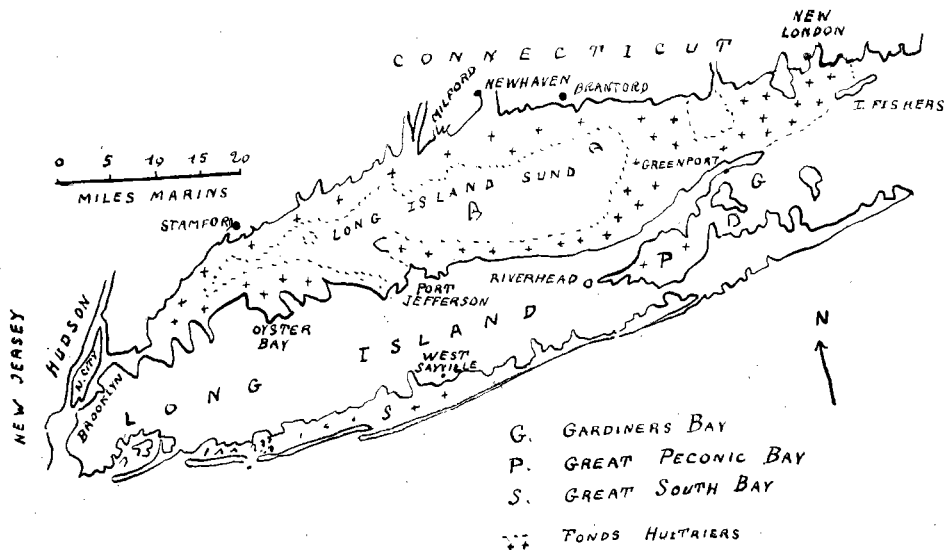 NEW
LONDON
CONNECTICUT
MILFORD
NEWHAVEN
BRANFORD
I. FISHERS
0 5 10 15 20
MILES MARINS
GREENPORT
G
LONG ISLAND SUND
A
A
STAMFORD
D
P
RIVERHEAD
PORT
JEFFERSON
OYSTER
BAY
HUDSON
NEW JERSEY
N. CITY
BROOKLYN
LONG ISLAND
WEST
SAYVILLE
S
N
G. GARDINERS BAY
P. GREAT PECONIC BAY
S. GREAT SOUTH BAY
FONDS HUITRIERS